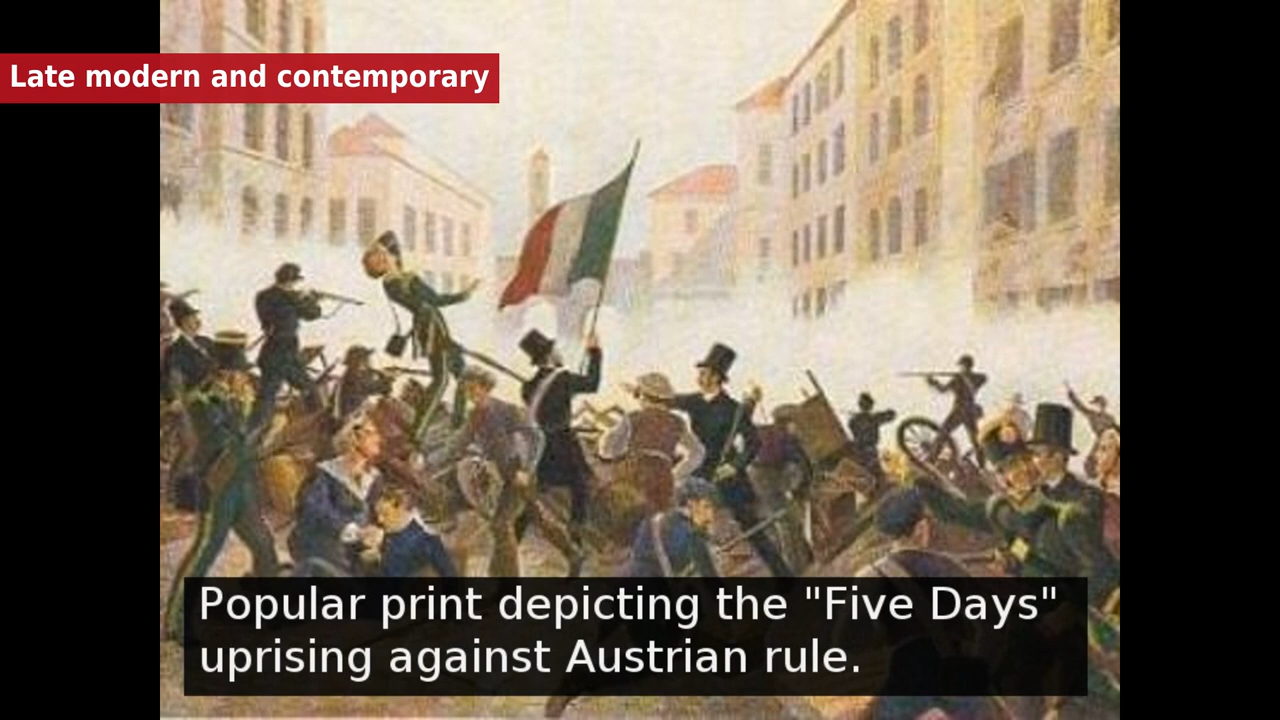 Late modern and contemporary
Popular print depicting the "Five Days"
uprising against Austrian rule.